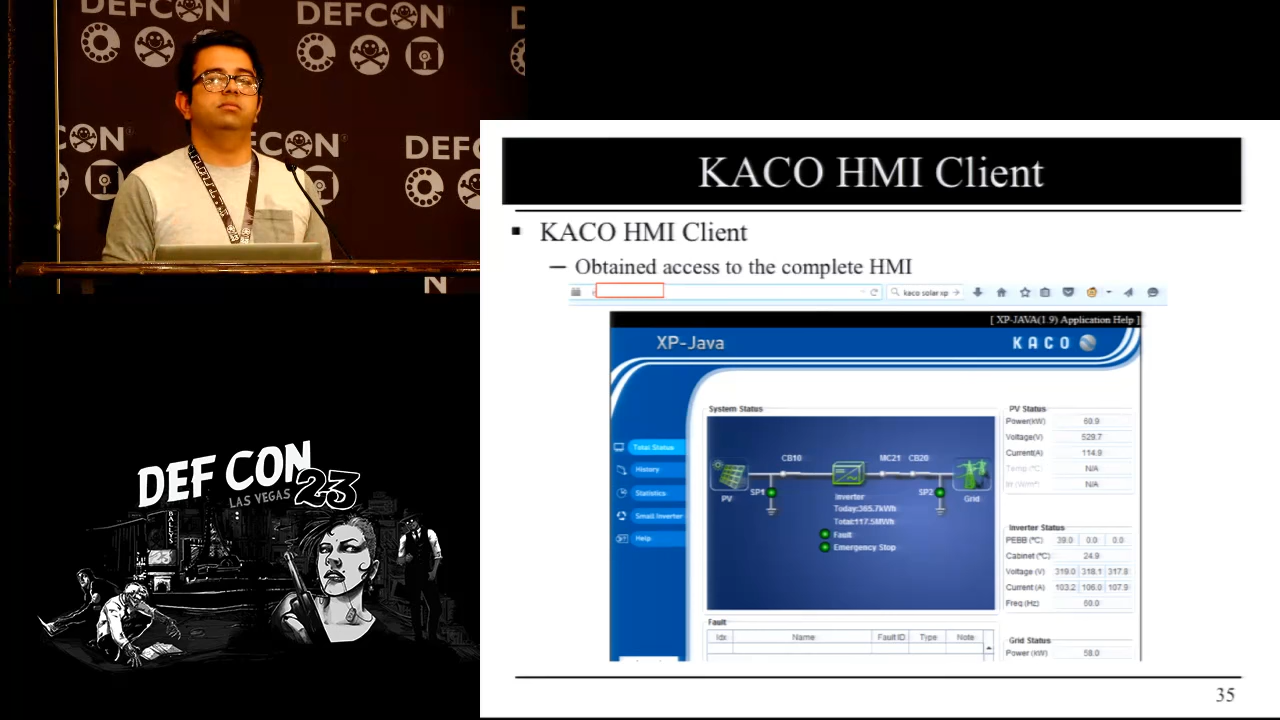 DEFCON
DEFCON
CON
DEFC
N
KACO HMI Client
KACO HMI Client
– Obtained access to the complete HMI
kaco solar xp
[ XP-JAVA(1.9) Application Help ]
XP-Java
KACO
System Status
PV Status
Power(kW) 60.9
Voltage(V) 529.7
Current(A) 114.9
Temp (°C) N/A
N/A
Total Status
History
Statistics
Small Inverter
Help
CB10
MC21 CB20
PV
SP1
SP2
Grid
Inverter
Today:365.7kWh
Total:117.5MWh
Fault
Emergency Stop
Inverter Status
PEBB (°C) 39.0 0.0 0.0
Cabinet (°C) 24.9
Voltage (V) 319.0 318.1 317.8
Current (A) 103.2 106.0 107.9
Freq (Hz) 60.0
Fault
Idx Name Fault ID Type Note
Grid Status
Power (kW) 58.0
35
DEF CON 23
LAS VEGAS
BALLY